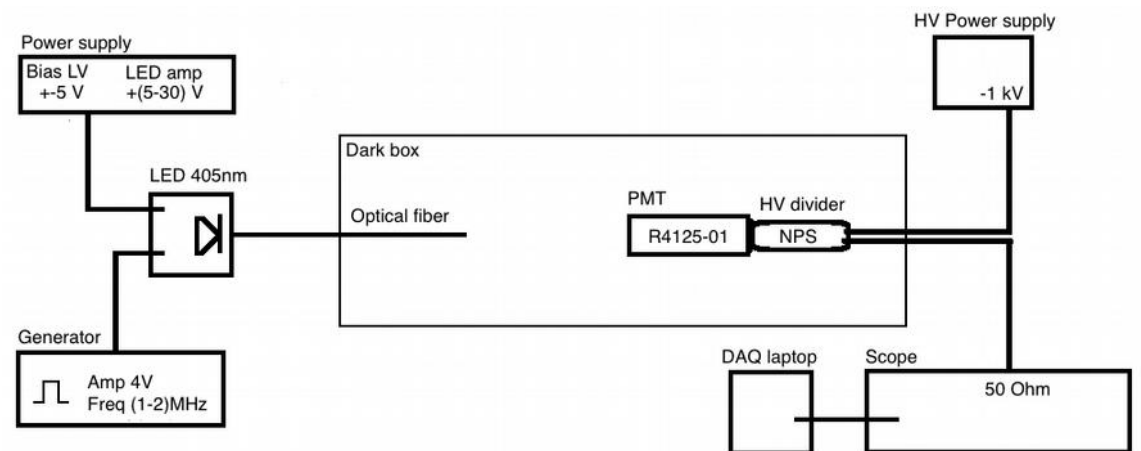 Power supply
Bias LV LED amp
+-5 V +(5-30) V
LED 405nm
Generator
Amp 4V
Freq (1-2)MHz
Dark box
Optical fiber
PMT
R4125-01
HV divider
NPS
HV Power supply
-1 kV
DAQ laptop
Scope
50 Ohm